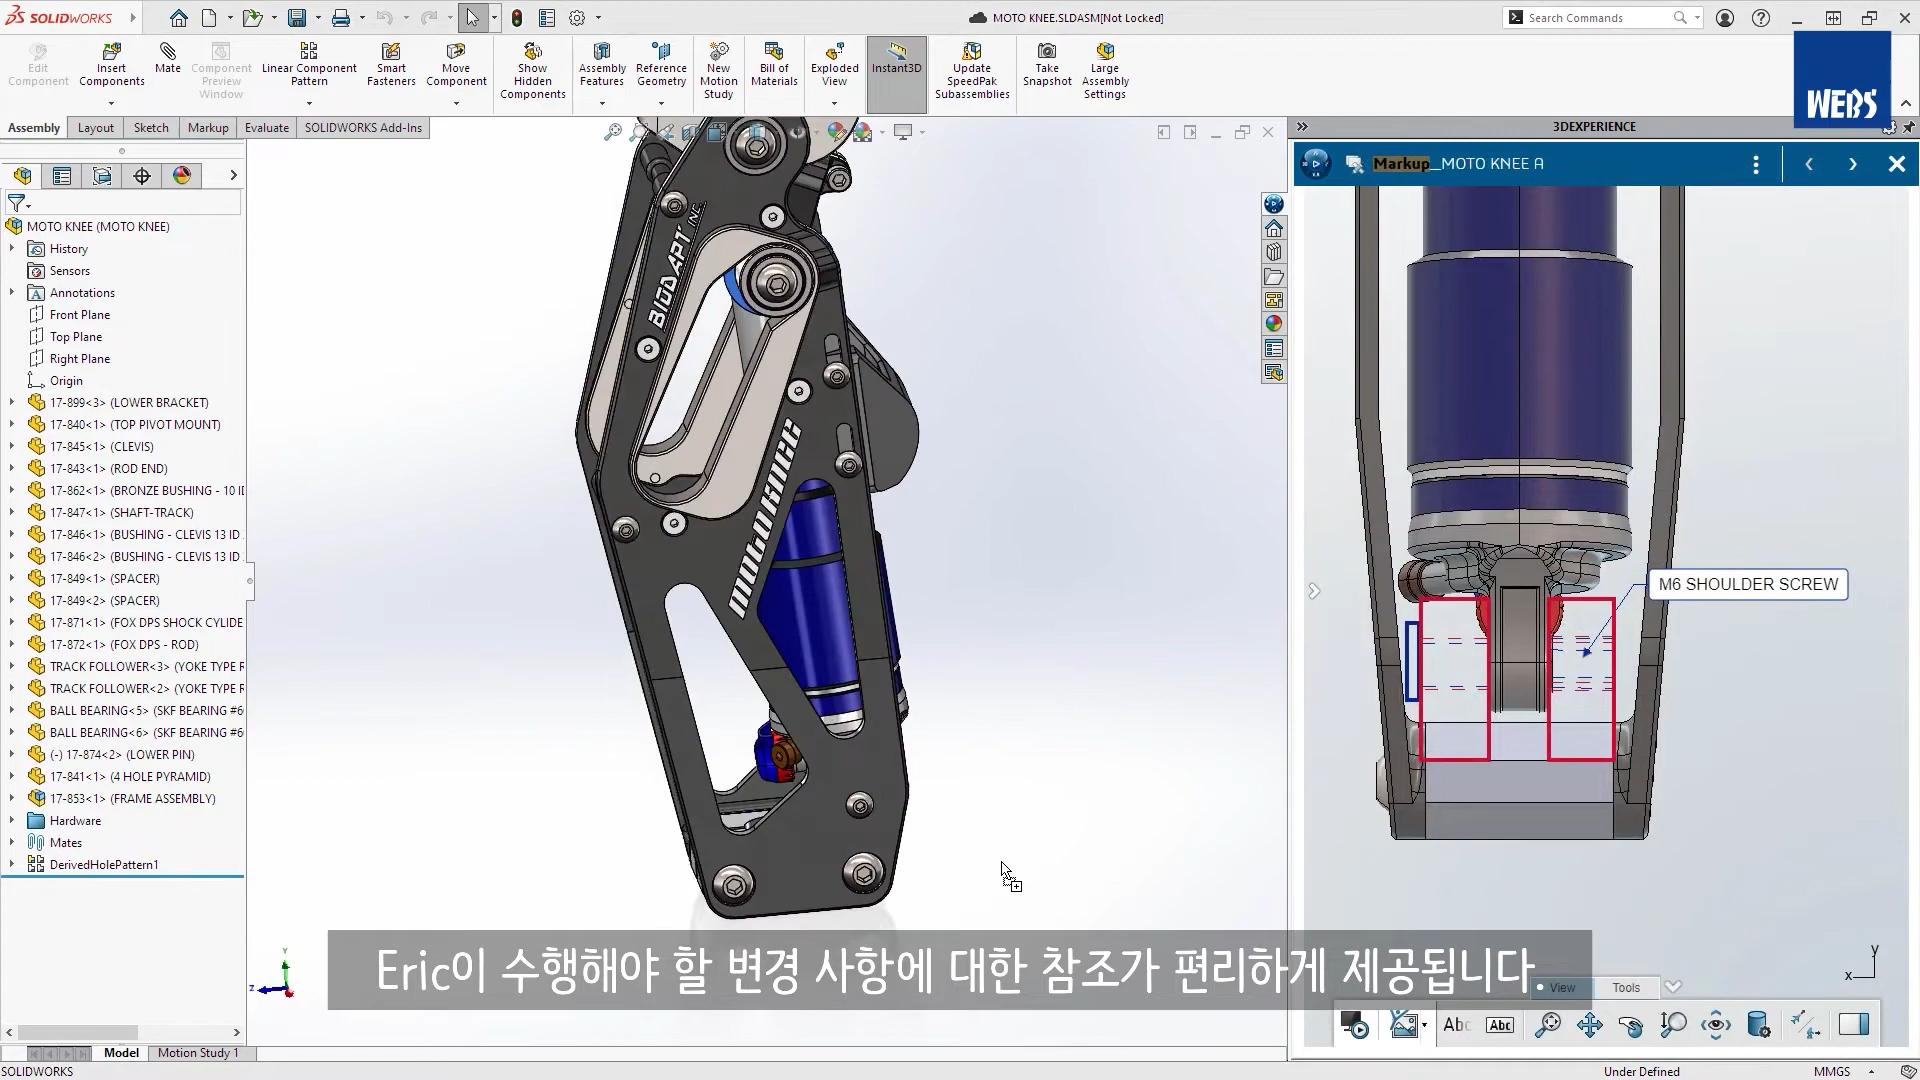 SOLIDWORKS
MOTO KNEE.SLDASM[Not Locked]
Search Commands
Edit Component
Insert Components
Mate
Component Preview Window
Linear Component Pattern
Smart Fasteners
Move Component
Show Hidden Components
Assembly Features
Reference Geometry
New Motion Study
Bill of Materials
Exploded View
Instant3D
Update SpeedPak Subassemblies
Take Snapshot
Large Assembly Settings
WEBS
Assembly
Layout
Sketch
Markup
Evaluate
SOLIDWORKS Add-Ins
3DEXPERIENCE
Markup_MOTO KNEE A
MOTO KNEE (MOTO KNEE)
History
Sensors
Annotations
Front Plane
Top Plane
Right Plane
Origin
17-899<3> (LOWER BRACKET)
17-840<1> (TOP PIVOT MOUNT)
17-845<1> (CLEVIS)
17-843<1> (ROD END)
17-862<1> (BRONZE BUSHING - 10 ID
17-847<1> (SHAFT-TRACK)
17-846<1> (BUSHING - CLEVIS 13 ID
17-846<2> (BUSHING - CLEVIS 13 ID
17-849<1> (SPACER)
17-849<2> (SPACER)
17-871<1> (FOX DPS SHOCK CYLIDE
17-872<1> (FOX DPS - ROD)
TRACK FOLLOWER<3> (YOKE TYPE R
TRACK FOLLOWER<2> (YOKE TYPE R
BALL BEARING<5> (SKF BEARING #6
BALL BEARING<6> (SKF BEARING #6
(-) 17-874<2> (LOWER PIN)
17-841<1> (4 HOLE PYRAMID)
17-853<1> (FRAME ASSEMBLY)
Hardware
Mates
DerivedHolePattern1
BIODAPT INC
MOTO KNEE
M6 SHOULDER SCREW
Eric이 수행해야 할 변경 사항에 대한 참조가 편리하게 제공됩니다
View
Tools
Abc
Abc
Y
Z
y
x
Model
Motion Study 1
SOLIDWORKS
Under Defined
MMGS